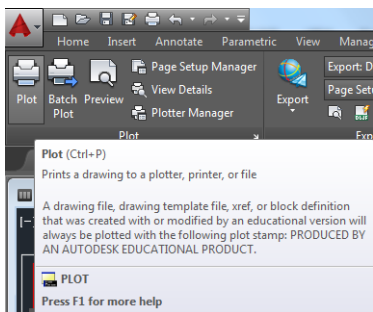 Home Insert Annotate Parametric View Manag
Plot
Batch Plot
Preview
Page Setup Manager
View Details
Plotter Manager
Export
Export: D
Page Setu
Plot
Exp
Plot (Ctrl+P)
Prints a drawing to a plotter, printer, or file
A drawing file, drawing template file, xref, or block definition
that was created with or modified by an educational version will
always be plotted with the following plot stamp: PRODUCED BY
AN AUTODESK EDUCATIONAL PRODUCT.
PLOT
Press F1 for more help